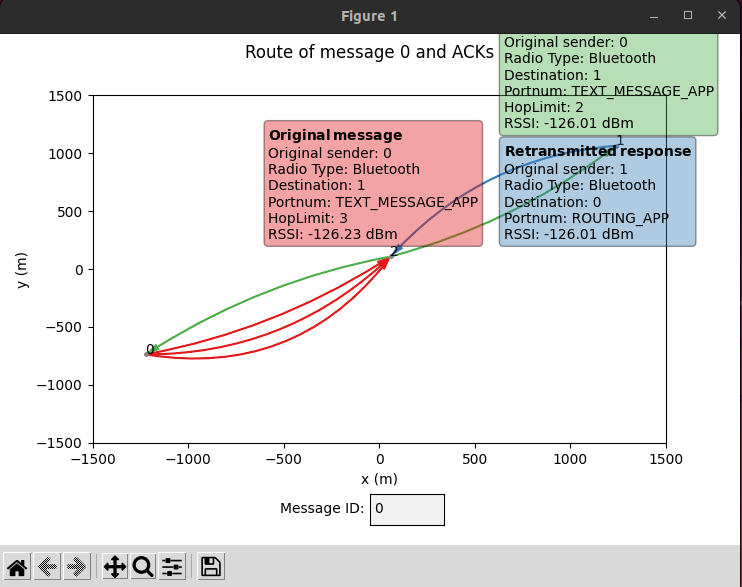 Figure 1
Route of message 0 and ACKs
Original sender: 0
Radio Type: Bluetooth
Destination: 1
Portnum: TEXT_MESSAGE_APP
HopLimit: 2
RSSI: -126.01 dBm
Original message
Original sender: 0
Radio Type: Bluetooth
Destination: 1
Portnum: TEXT_MESSAGE_APP
HopLimit: 3
RSSI: -126.23 dBm
1
Retransmitted response
Original sender: 1
Radio Type: Bluetooth
Destination: 0
Portnum: ROUTING_APP
RSSI: -126.01 dBm
2
0
y (m)
1500
1000
500
0
−500
−1000
−1500
−1500 −1000 −500 0 500 1000 1500
x (m)
Message ID: 0